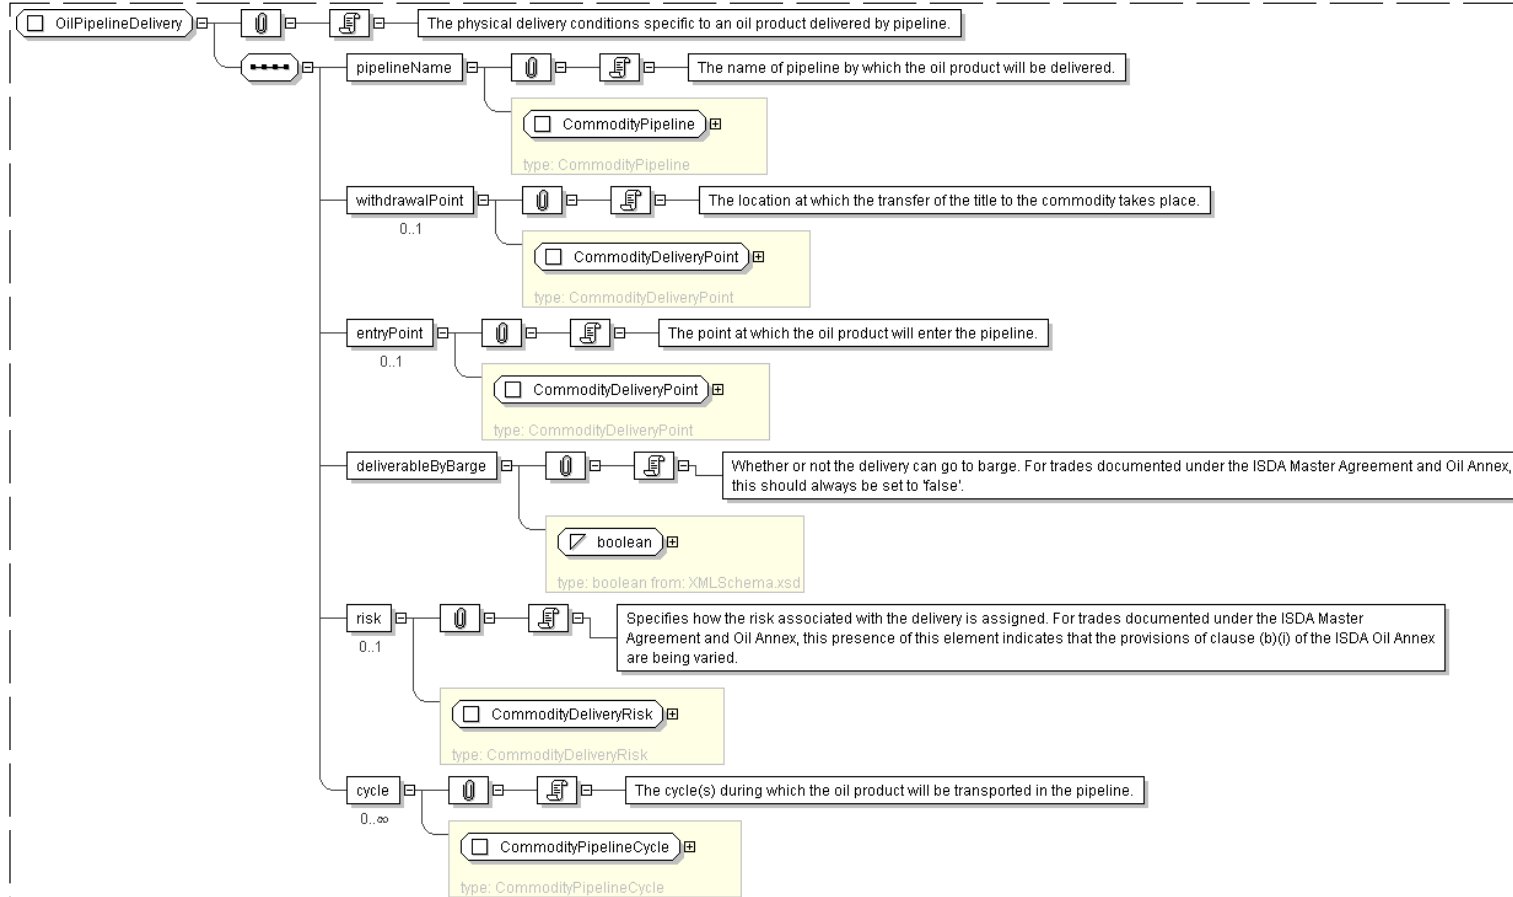 OilPipelineDelivery
The physical delivery conditions specific to an oil product delivered by pipeline.
pipelineName
The name of pipeline by which the oil product will be delivered.
CommodityPipeline
type: CommodityPipeline
withdrawalPoint
The location at which the transfer of the title to the commodity takes place.
0..1
CommodityDeliveryPoint
type: CommodityDeliveryPoint
entryPoint
The point at which the oil product will enter the pipeline.
0..1
CommodityDeliveryPoint
type: CommodityDeliveryPoint
deliverableByBarge
Whether or not the delivery can go to barge. For trades documented under the ISDA Master Agreement and Oil Annex,
this should always be set to 'false'.
boolean
type: boolean from: XMLSchema.xsd
risk
Specifies how the risk associated with the delivery is assigned. For trades documented under the ISDA Master
Agreement and Oil Annex, this presence of this element indicates that the provisions of clause (b)(i) of the ISDA Oil Annex
are being varied.
0..1
CommodityDeliveryRisk
type: CommodityDeliveryRisk
cycle
The cycle(s) during which the oil product will be transported in the pipeline.
0..∞
CommodityPipelineCycle
type: CommodityPipelineCycle